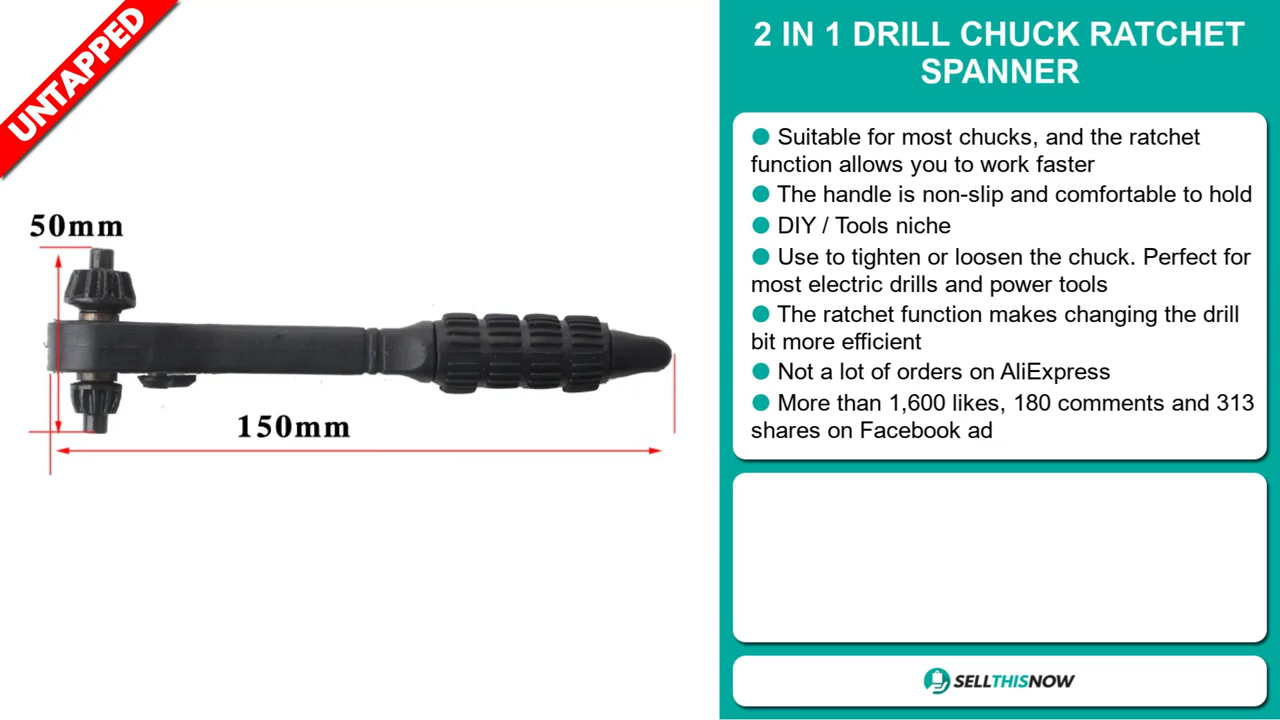 UNTAPPED
2 IN 1 DRILL CHUCK RATCHET
SPANNER
● Suitable for most chucks, and the ratchet
function allows you to work faster
● The handle is non-slip and comfortable to hold
● DIY / Tools niche
● Use to tighten or loosen the chuck. Perfect for
most electric drills and power tools
● The ratchet function makes changing the drill
bit more efficient
● Not a lot of orders on AliExpress
● More than 1,600 likes, 180 comments and 313
shares on Facebook ad
50mm
150mm
SELLTHISNOW